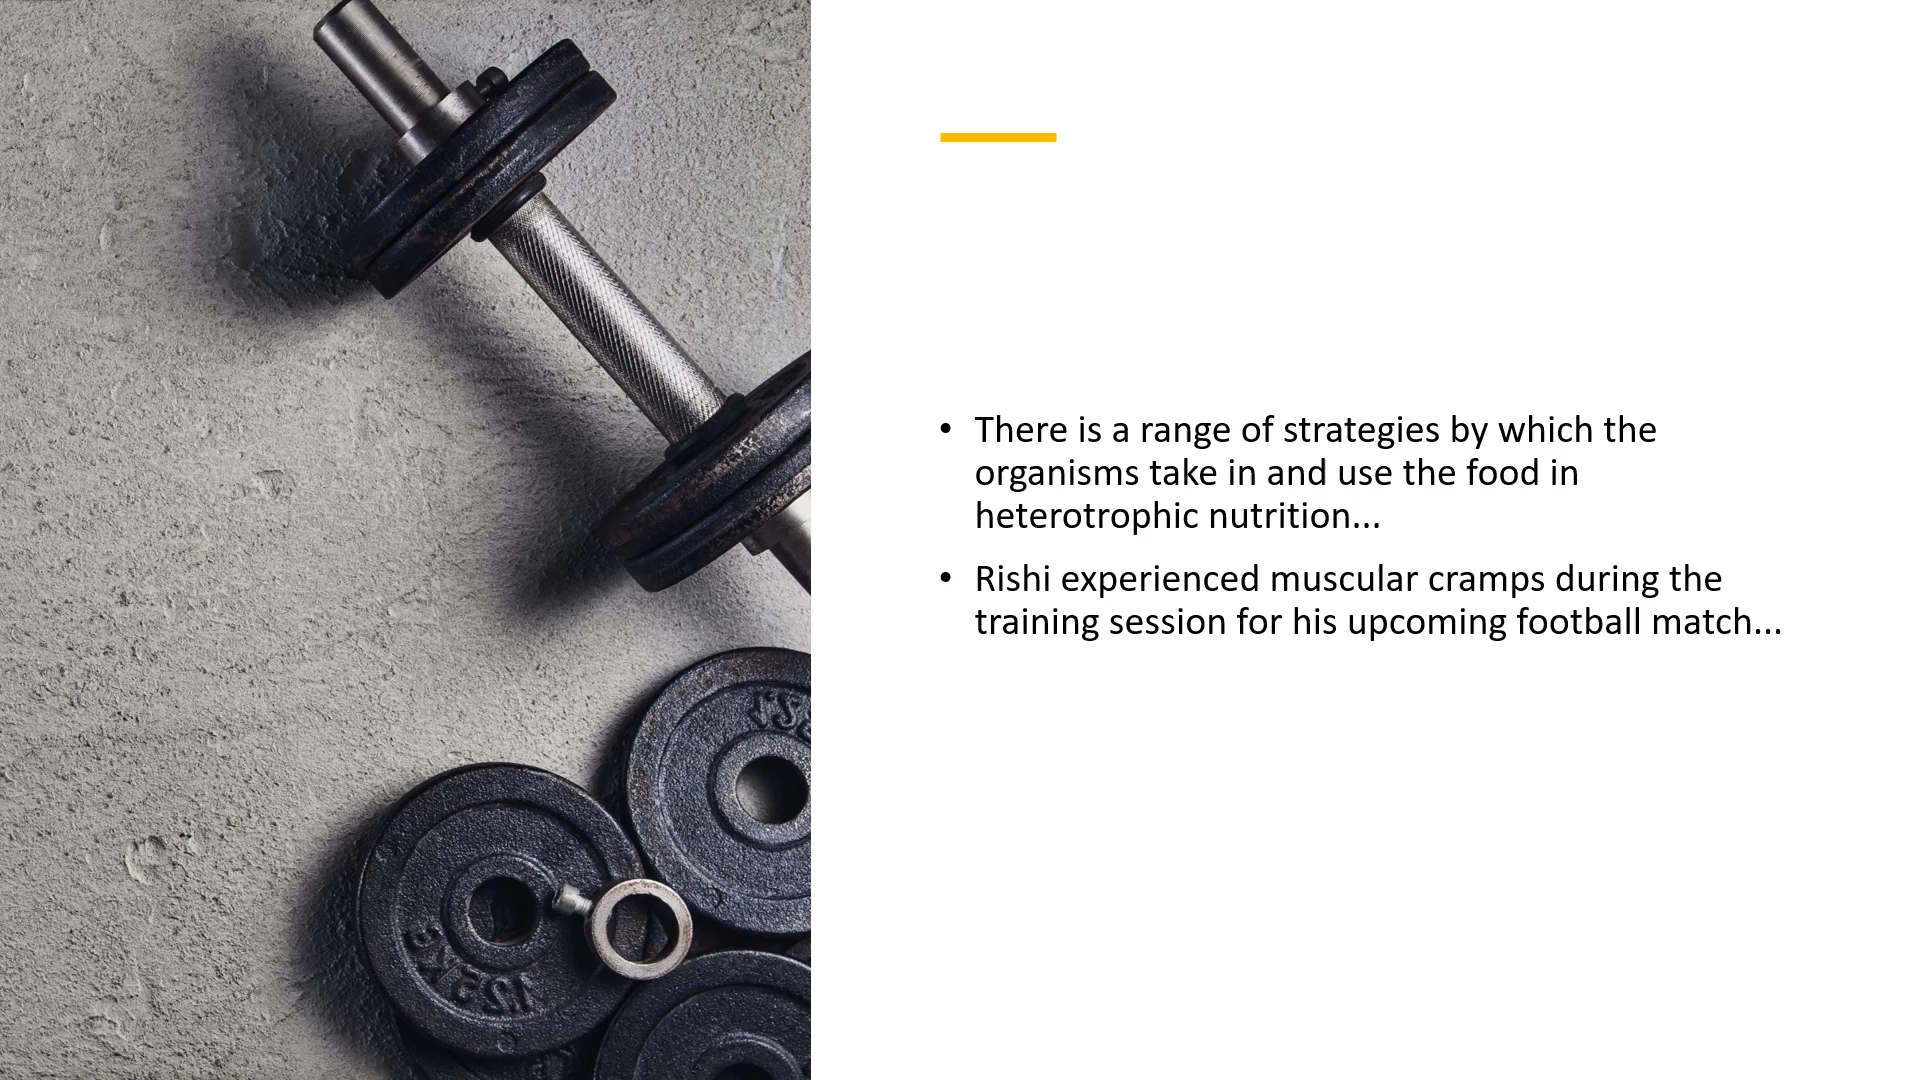 • There is a range of strategies by which the
organisms take in and use the food in
heterotrophic nutrition...
• Rishi experienced muscular cramps during the
training session for his upcoming football match...